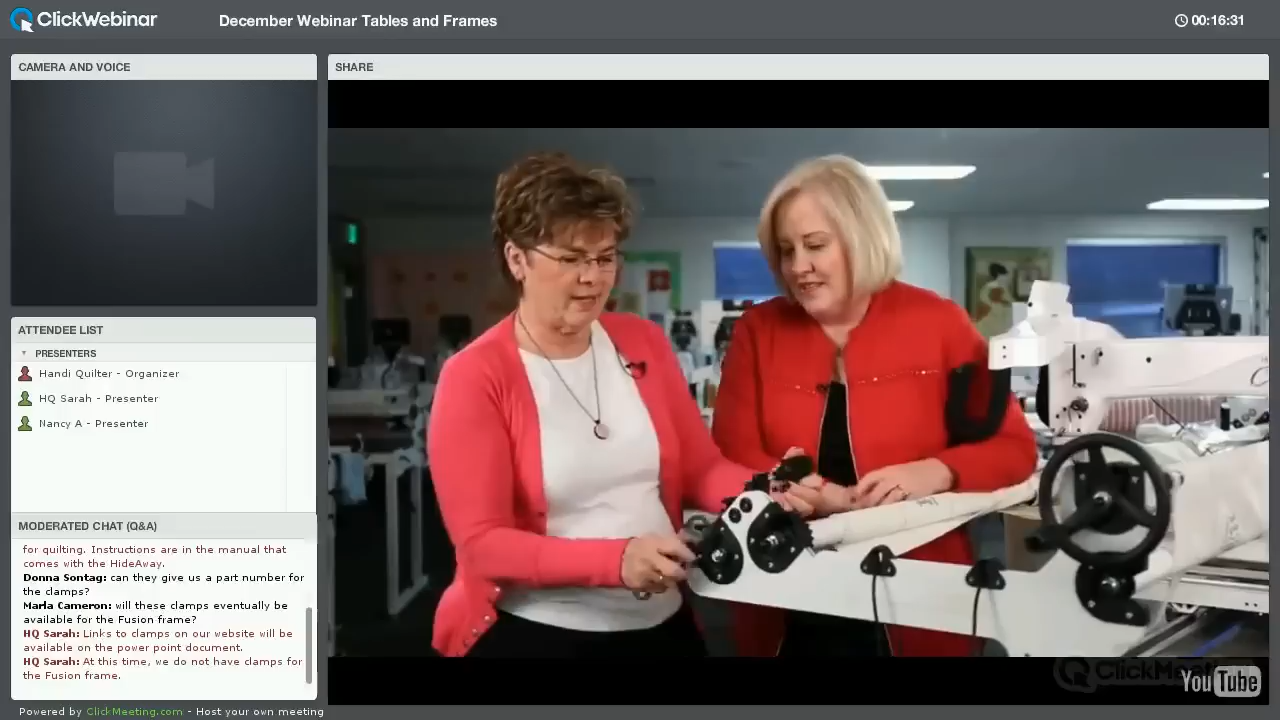 ClickWebinar
December Webinar Tables and Frames
00:16:31
CAMERA AND VOICE
SHARE
ATTENDEE LIST
PRESENTERS
Handi Quilter - Organizer
HQ Sarah - Presenter
Nancy A - Presenter
MODERATED CHAT (Q&A)
for quilting. Instructions are in the manual that
comes with the HideAway.
Donna Sontag: can they give us a part number for
the clamps?
Marla Cameron: will these clamps eventually be
available for the Fusion frame?
HQ Sarah: Links to clamps on our website will be
available on the power point document.
HQ Sarah: At this time, we do not have clamps for
the Fusion frame.
ClickMeeting
YouTube
Powered by ClickMeeting.com - Host your own meeting